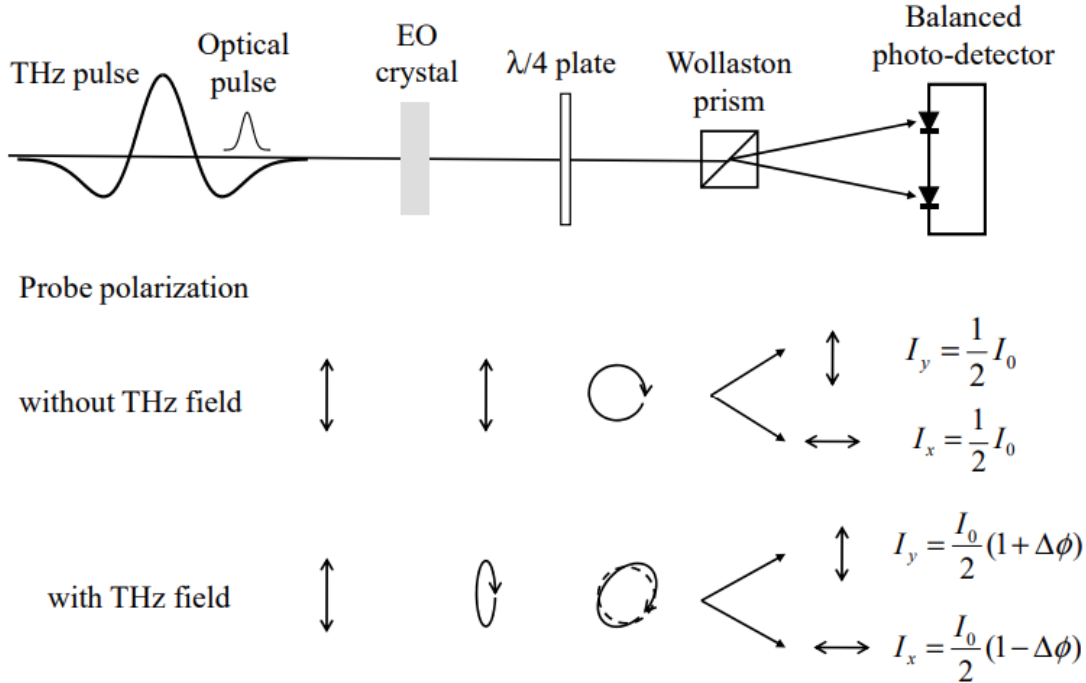 THz pulse
Optical
pulse
EO
crystal
λ/4 plate
Wollaston
prism
Balanced
photo-detector
Probe polarization
without THz field
I_y = 1/2 I_0
I_x = 1/2 I_0
with THz field
I_y = I_0/2 (1+Δϕ)
I_x = I_0/2 (1−Δϕ)